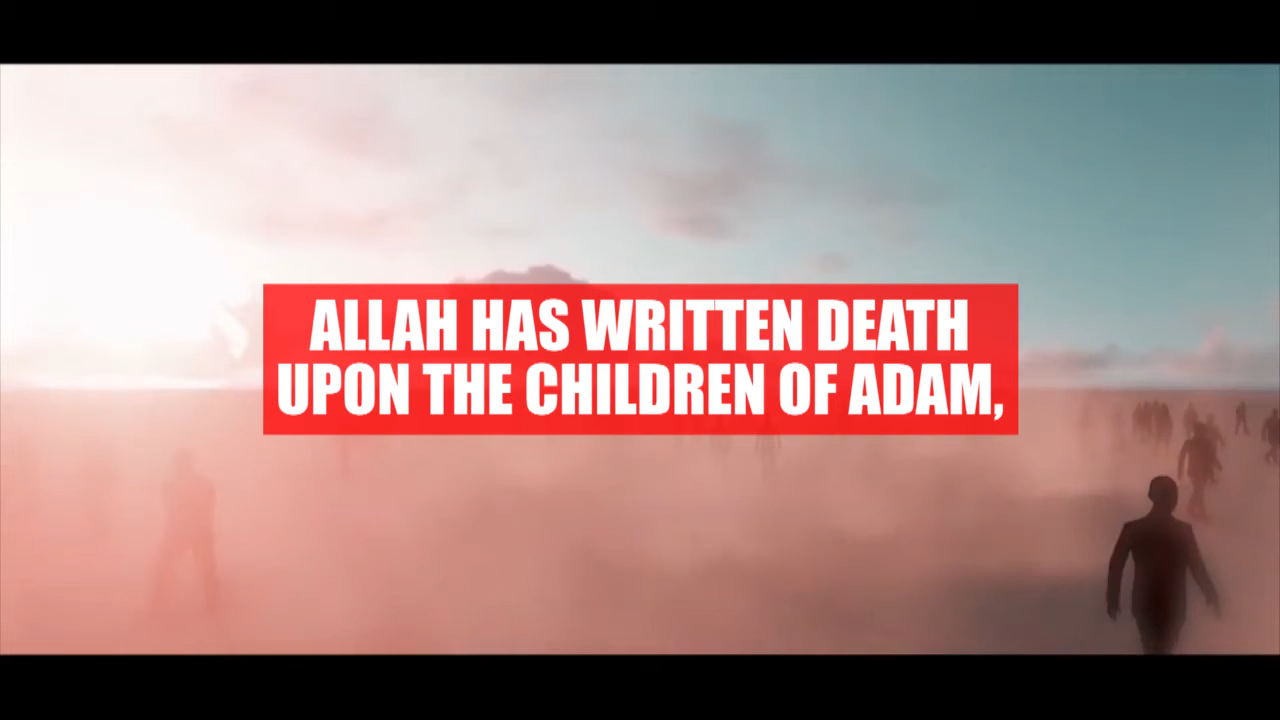 ALLAH HAS WRITTEN DEATH
UPON THE CHILDREN OF ADAM,